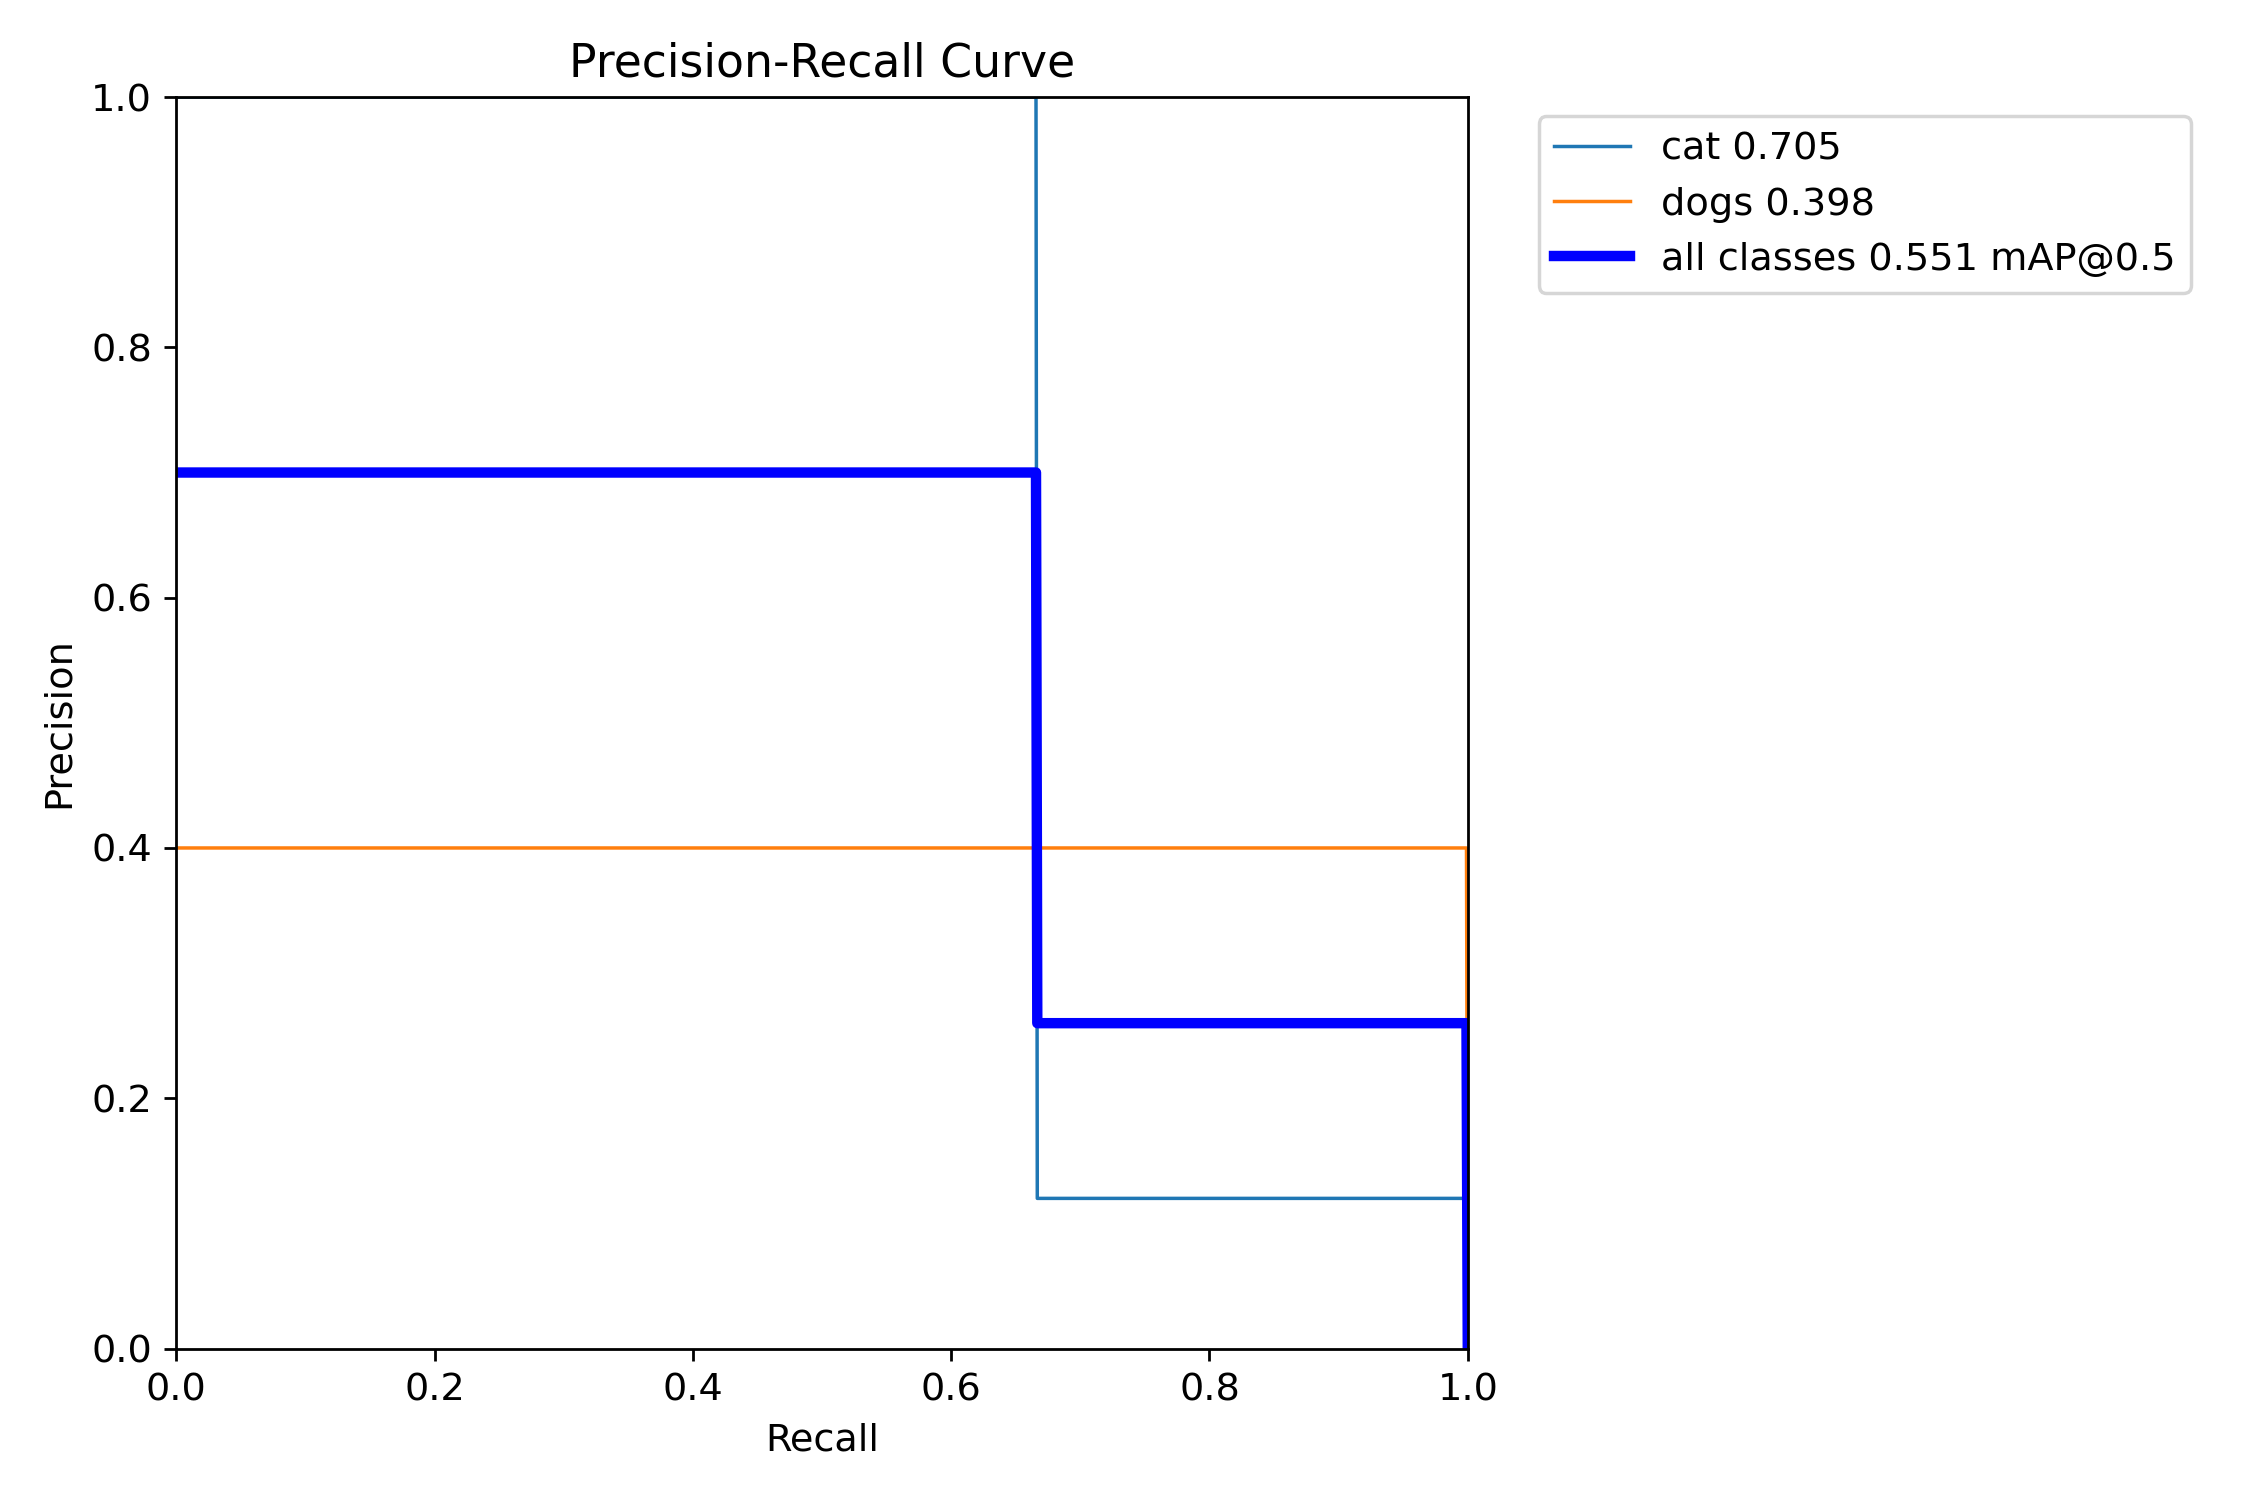 Precision-Recall Curve
1.0
0.8
0.6
0.4
0.2
0.0
Precision
0.0 0.2 0.4 0.6 0.8 1.0
Recall
cat 0.705
dogs 0.398
all classes 0.551 mAP@0.5